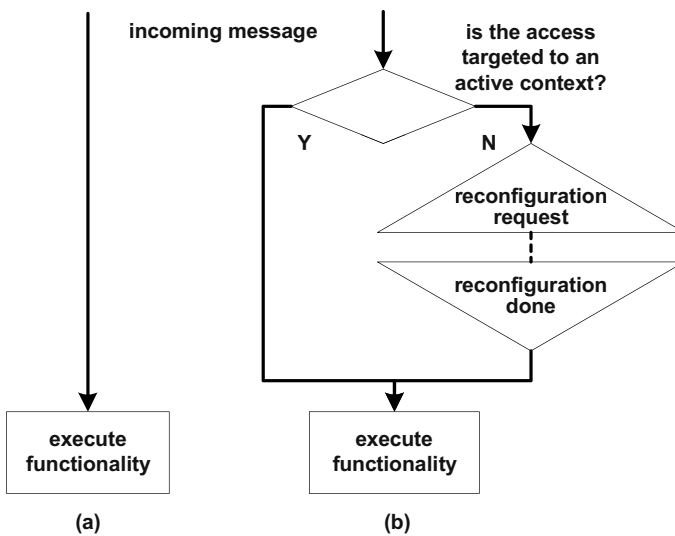 incoming message
is the access
targeted to an
active context?
Y
N
reconfiguration
request
reconfiguration
done
execute
functionality
execute
functionality
(a)
(b)